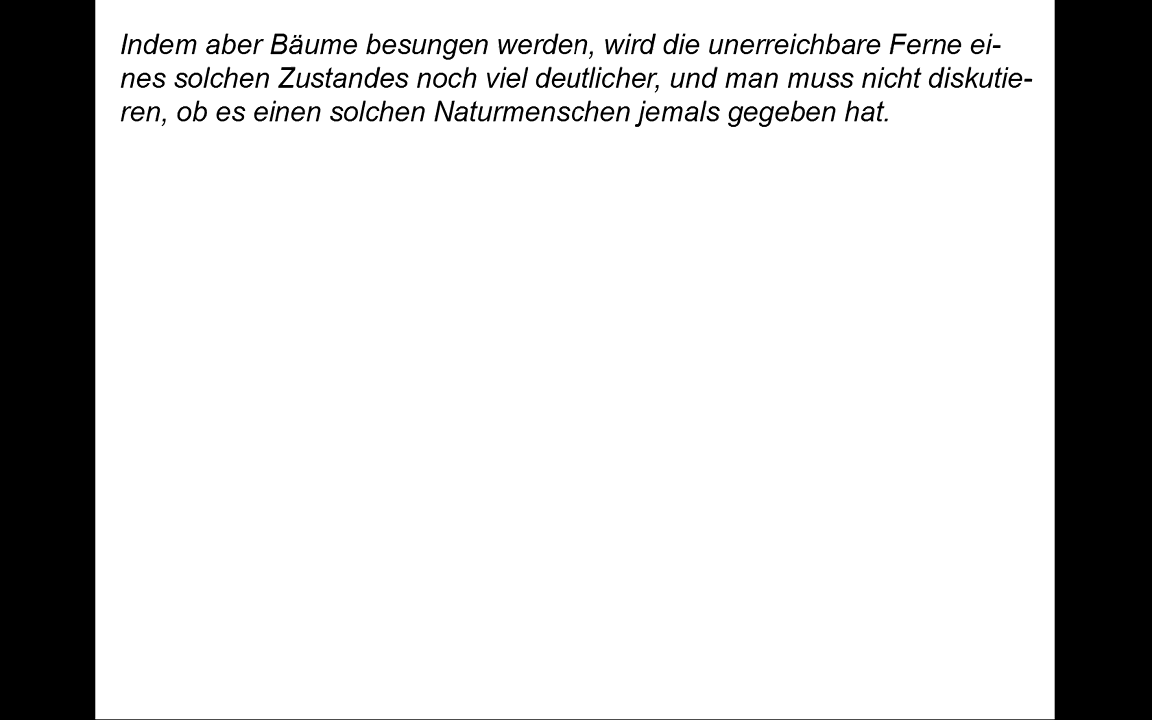 Indem aber Bäume besungen werden, wird die unerreichbare Ferne ei-
nes solchen Zustandes noch viel deutlicher, und man muss nicht diskutie-
ren, ob es einen solchen Naturmenschen jemals gegeben hat.